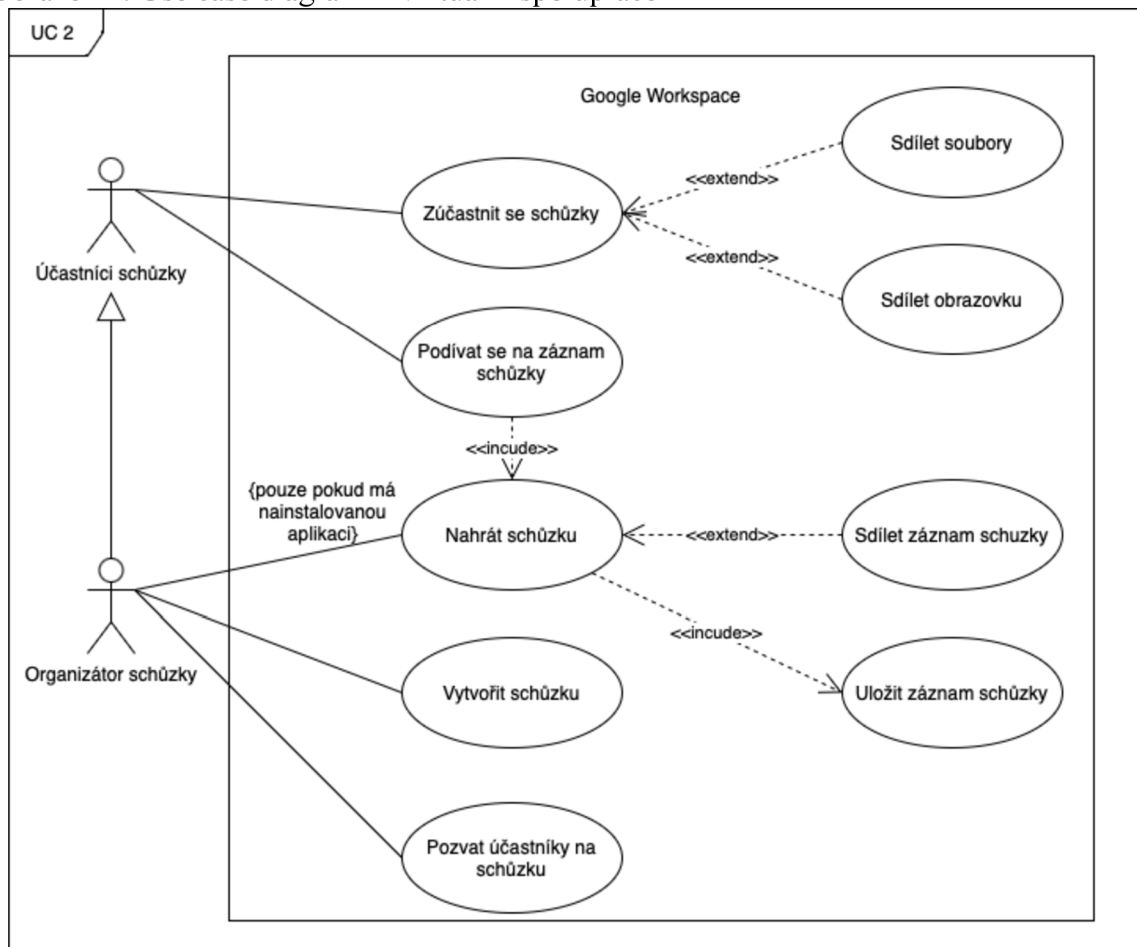 UC 2
Google Workspace
Sdílet soubory
<<extend>>
Zúčastnit se schůzky
<<extend>>
Účastníci schůzky
Sdílet obrazovku
Podívat se na záznam
schůzky
<<incude>>
{pouze pokud má
nainstalovanou
aplikaci}
Nahrát schůzku
<<extend>>
Sdílet záznam schuzky
<<incude>>
Organizátor schůzky
Vytvořit schůzku
Uložit záznam schůzky
Pozvat účastníky na
schůzku